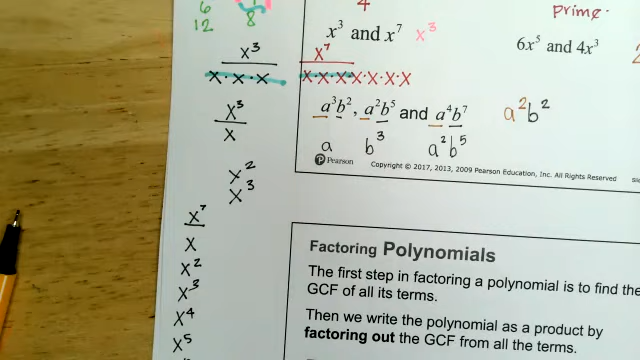 6
12
8
4
prime.
x³ and x⁷ x³
6x⁵ and 4x³
x³
x · x · x
x⁷
x·x·x·x·x·x·x
x³
x
a³b², a²b⁵ and a⁴b⁷ a²b²
a b³ a²b⁵
x²
x³
Pearson
Copyright © 2017, 2013, 2009 Pearson Education, Inc. All Rights Reserved
x⁷
x
x²
x³
x⁴
x⁵
Factoring Polynomials
The first step in factoring a polynomial is to find the
GCF of all its terms.
Then we write the polynomial as a product by
factoring out the GCF from all the terms.